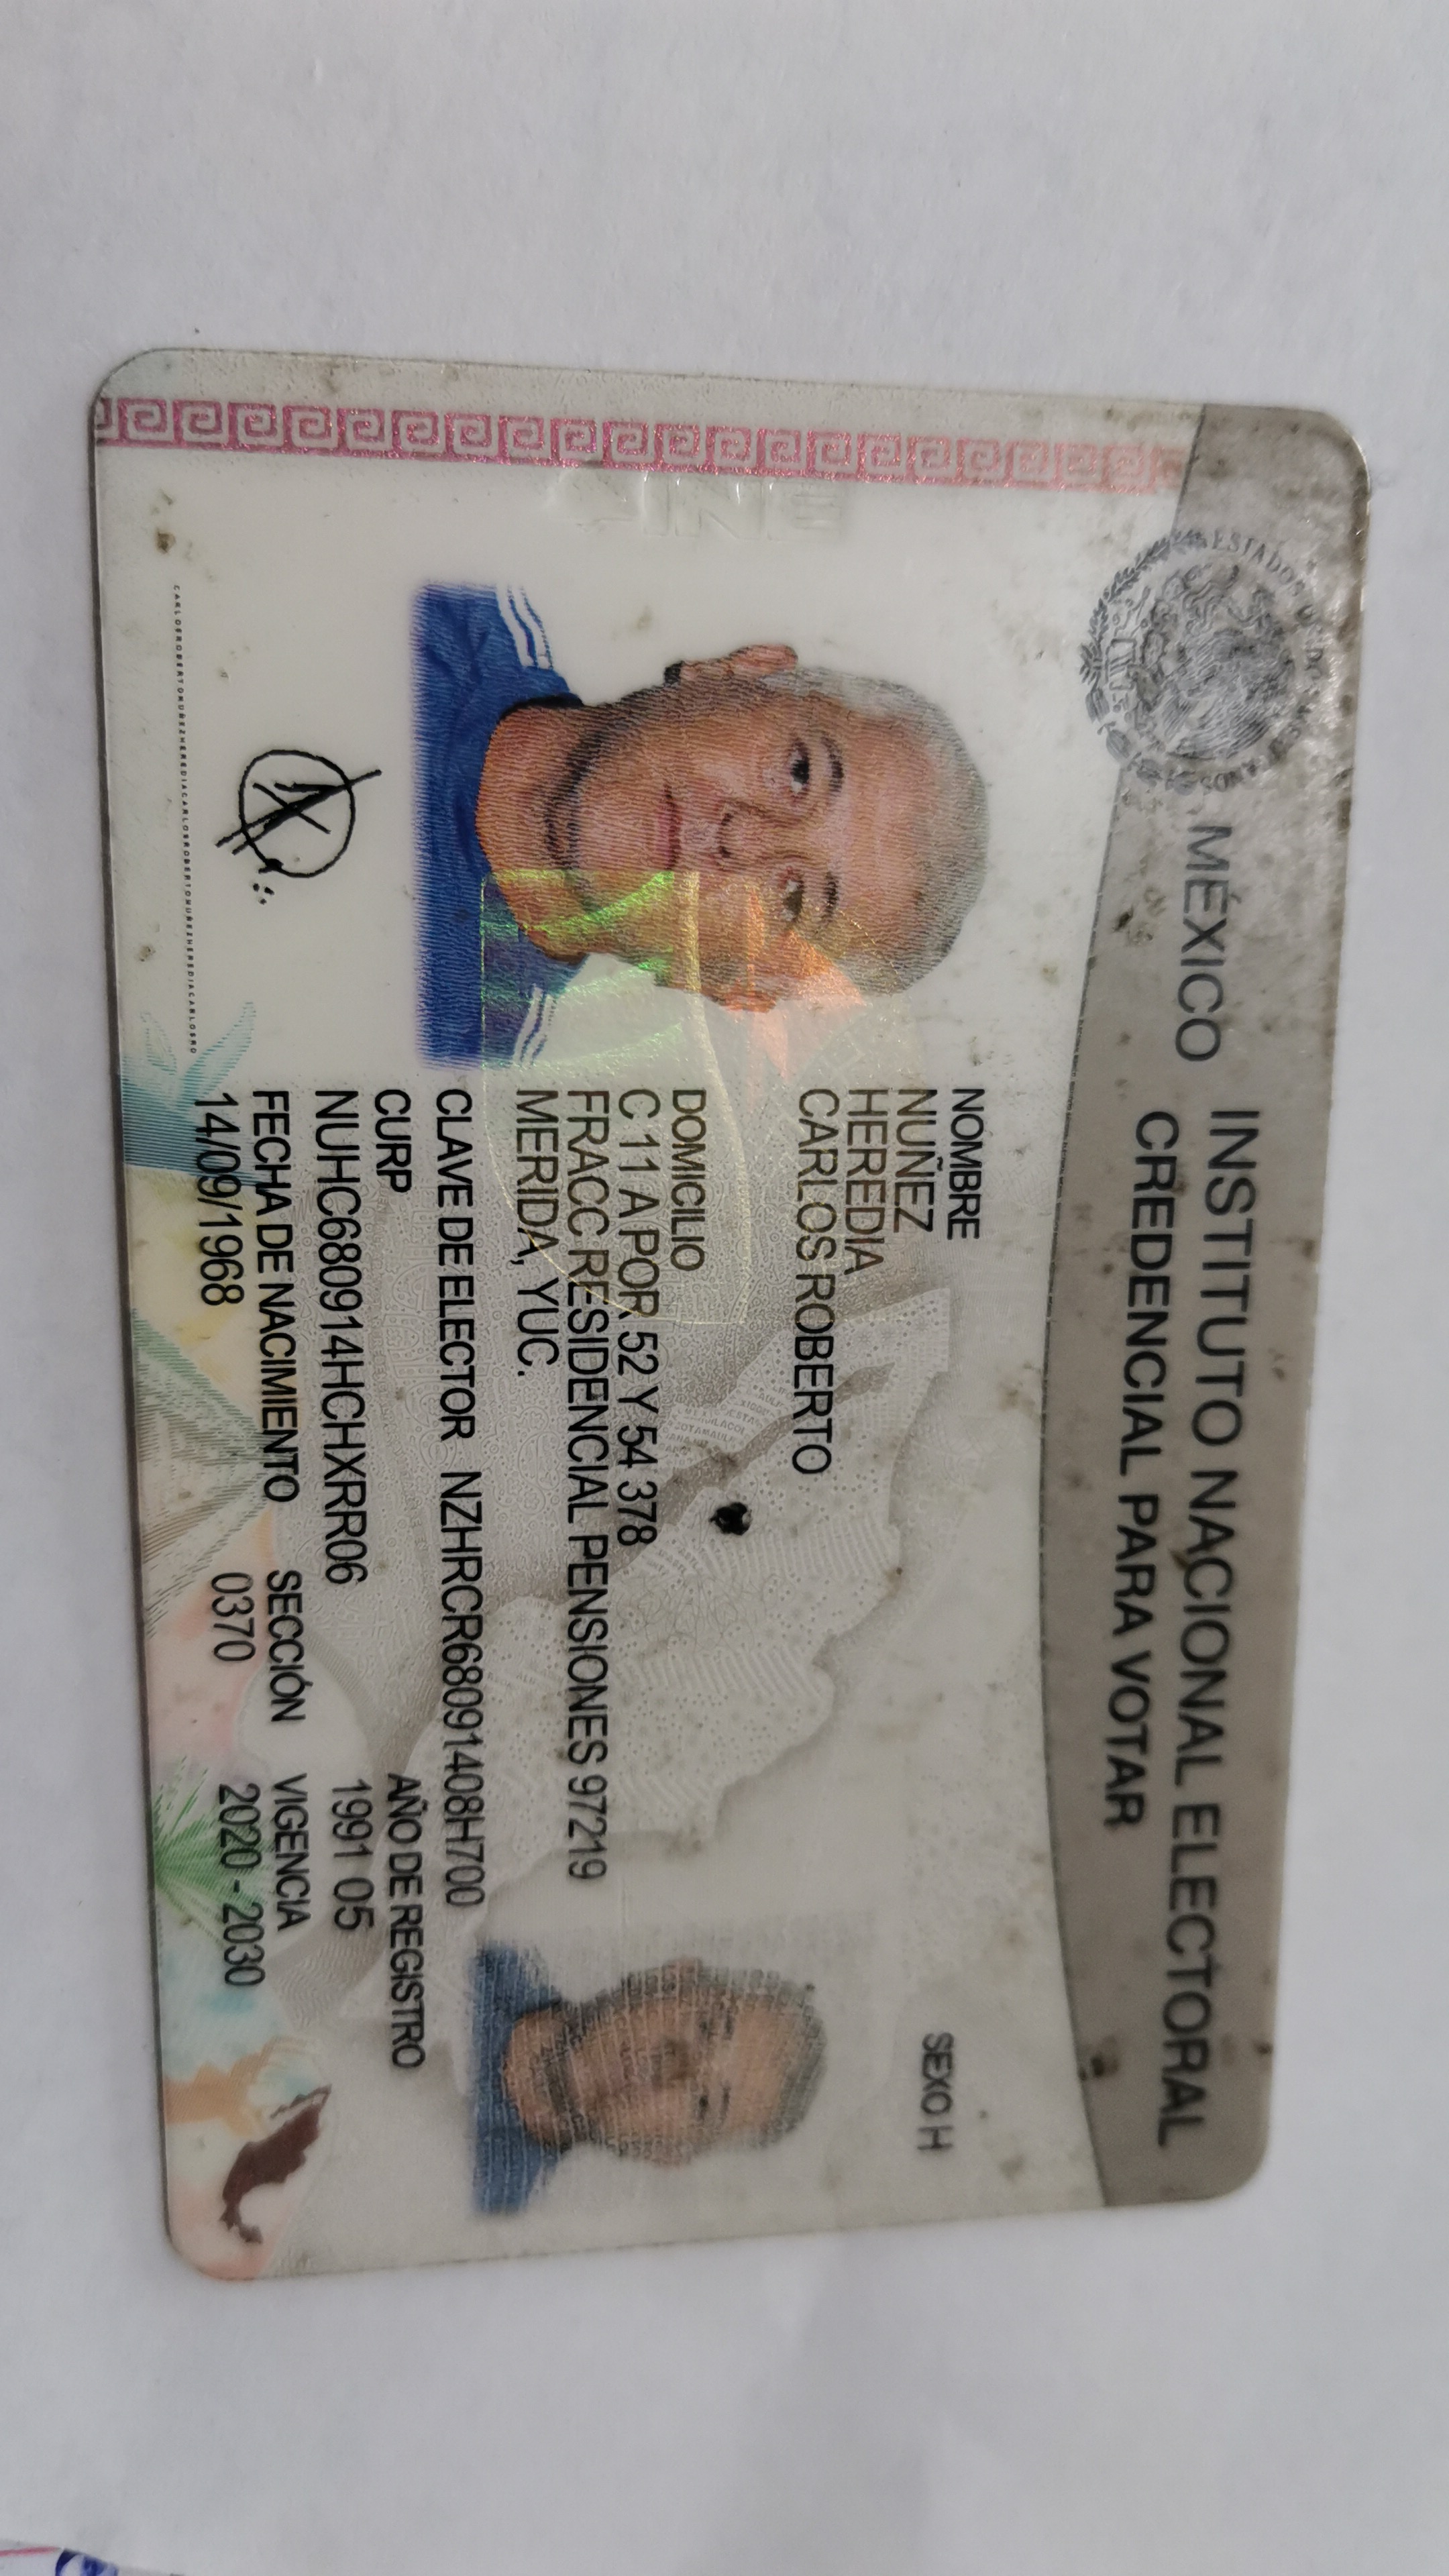 MÉXICO INSTITUTO NACIONAL ELECTORAL
CREDENCIAL PARA VOTAR
NOMBRE
NUÑEZ
HEREDIA
CARLOS ROBERTO
SEXO H
DOMICILIO
C 11 A POR 52 Y 54 378
FRACC RESIDENCIAL PENSIONES 97219
MERIDA, YUC.
CLAVE DE ELECTOR NZHRCR68091408H700
CURP
NUHC680914HCHXRR06
AÑO DE REGISTRO
1991 05
FECHA DE NACIMIENTO
14/09/1968
SECCIÓN
0370
VIGENCIA
2020 - 2030
INE